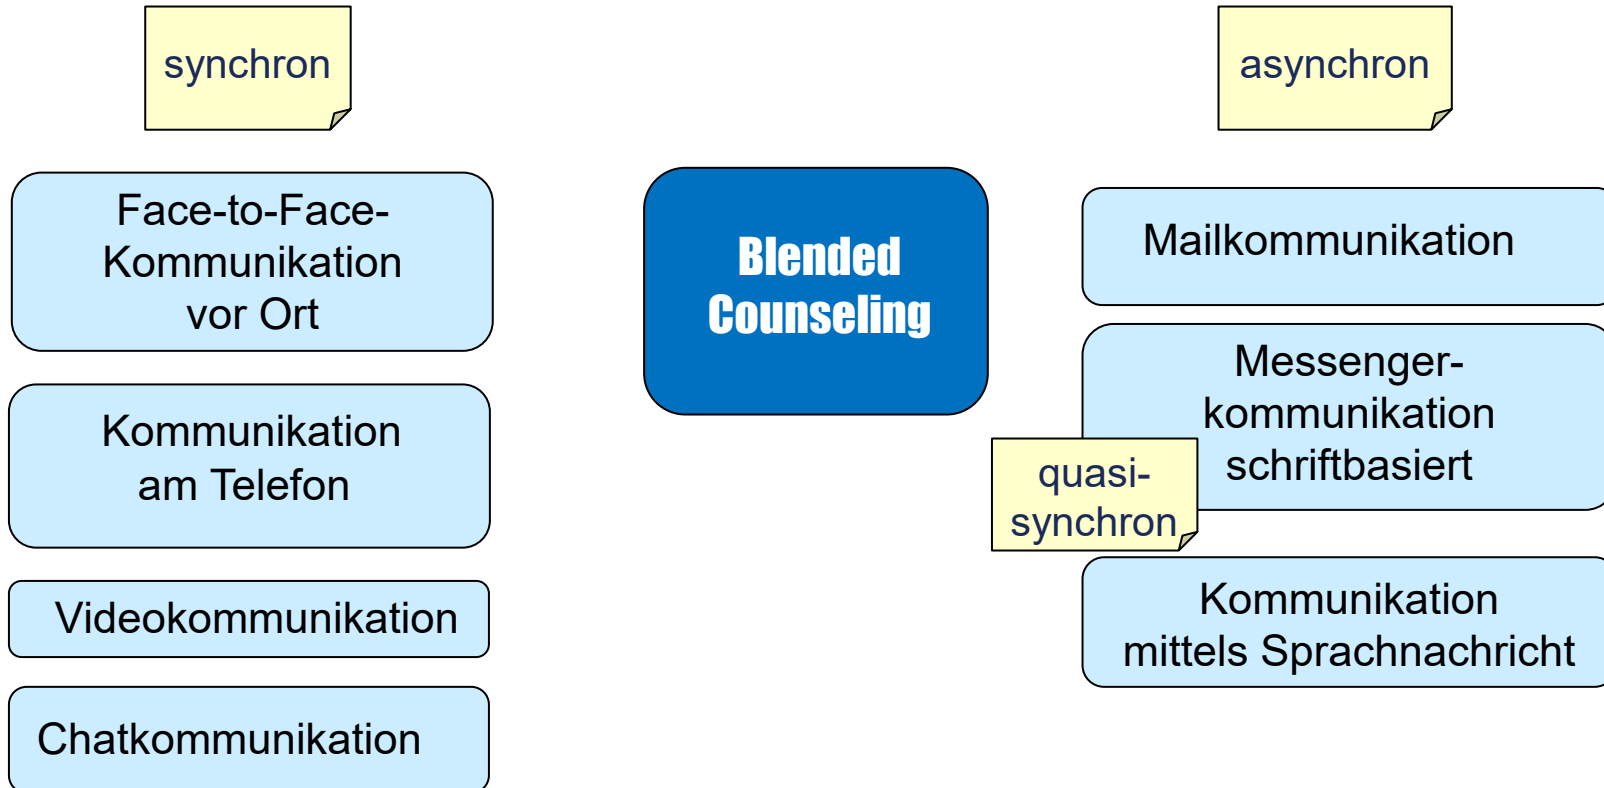 synchron
Face-to-Face-
Kommunikation
vor Ort
Kommunikation
am Telefon
Videokommunikation
Chatkommunikation
Blended
Counseling
asynchron
Mailkommunikation
Messenger-
kommunikation
schriftbasiert
quasi-
synchron
Kommunikation
mittels Sprachnachricht